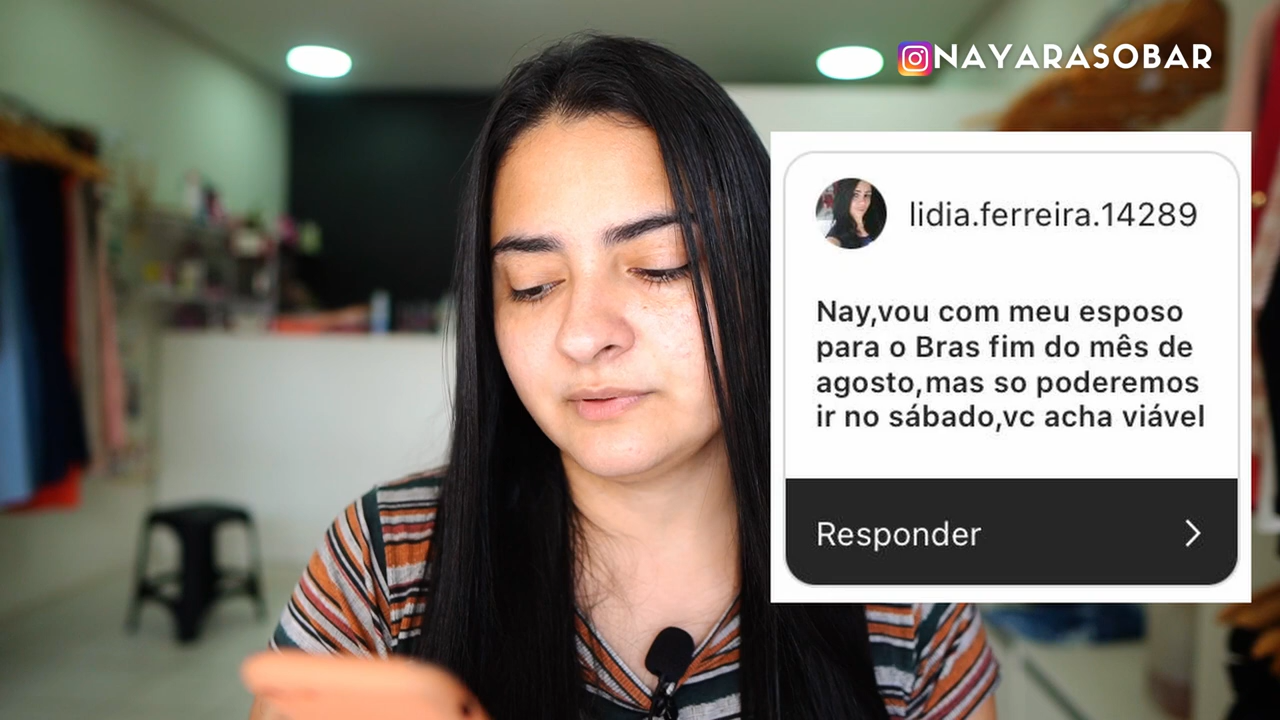 NAYARASOBAR
lidia.ferreira.14289
Nay,vou com meu esposo
para o Bras fim do mês de
agosto,mas so poderemos
ir no sábado,vc acha viável
Responder